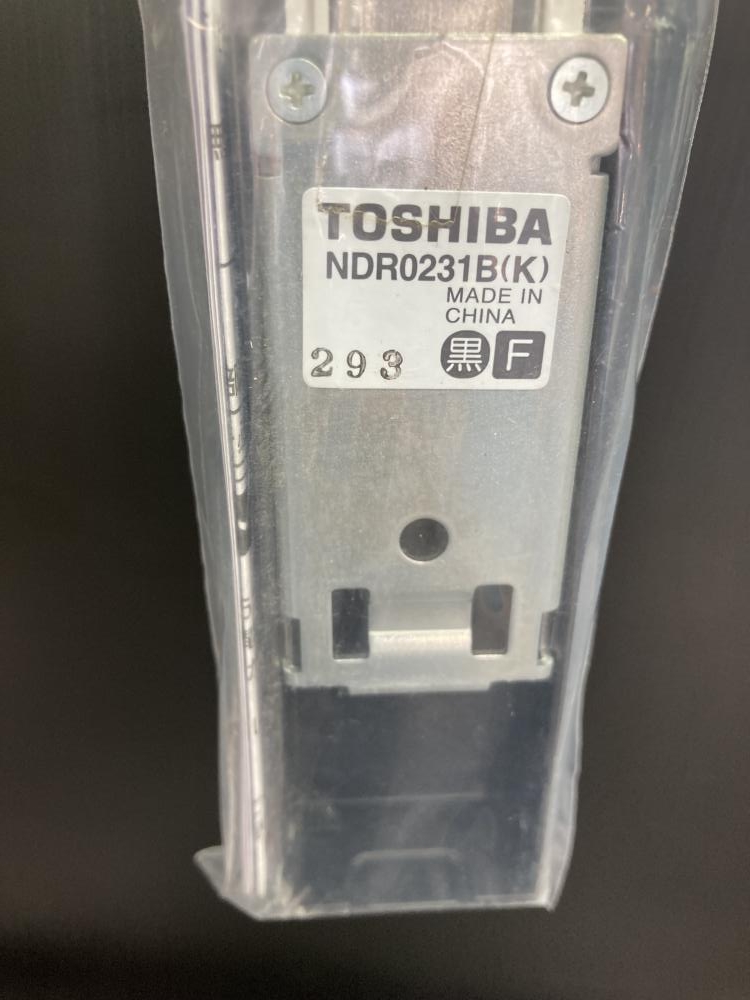 TOSHIBA
NDR0231B(K)
MADE IN
CHINA
293 黒 F